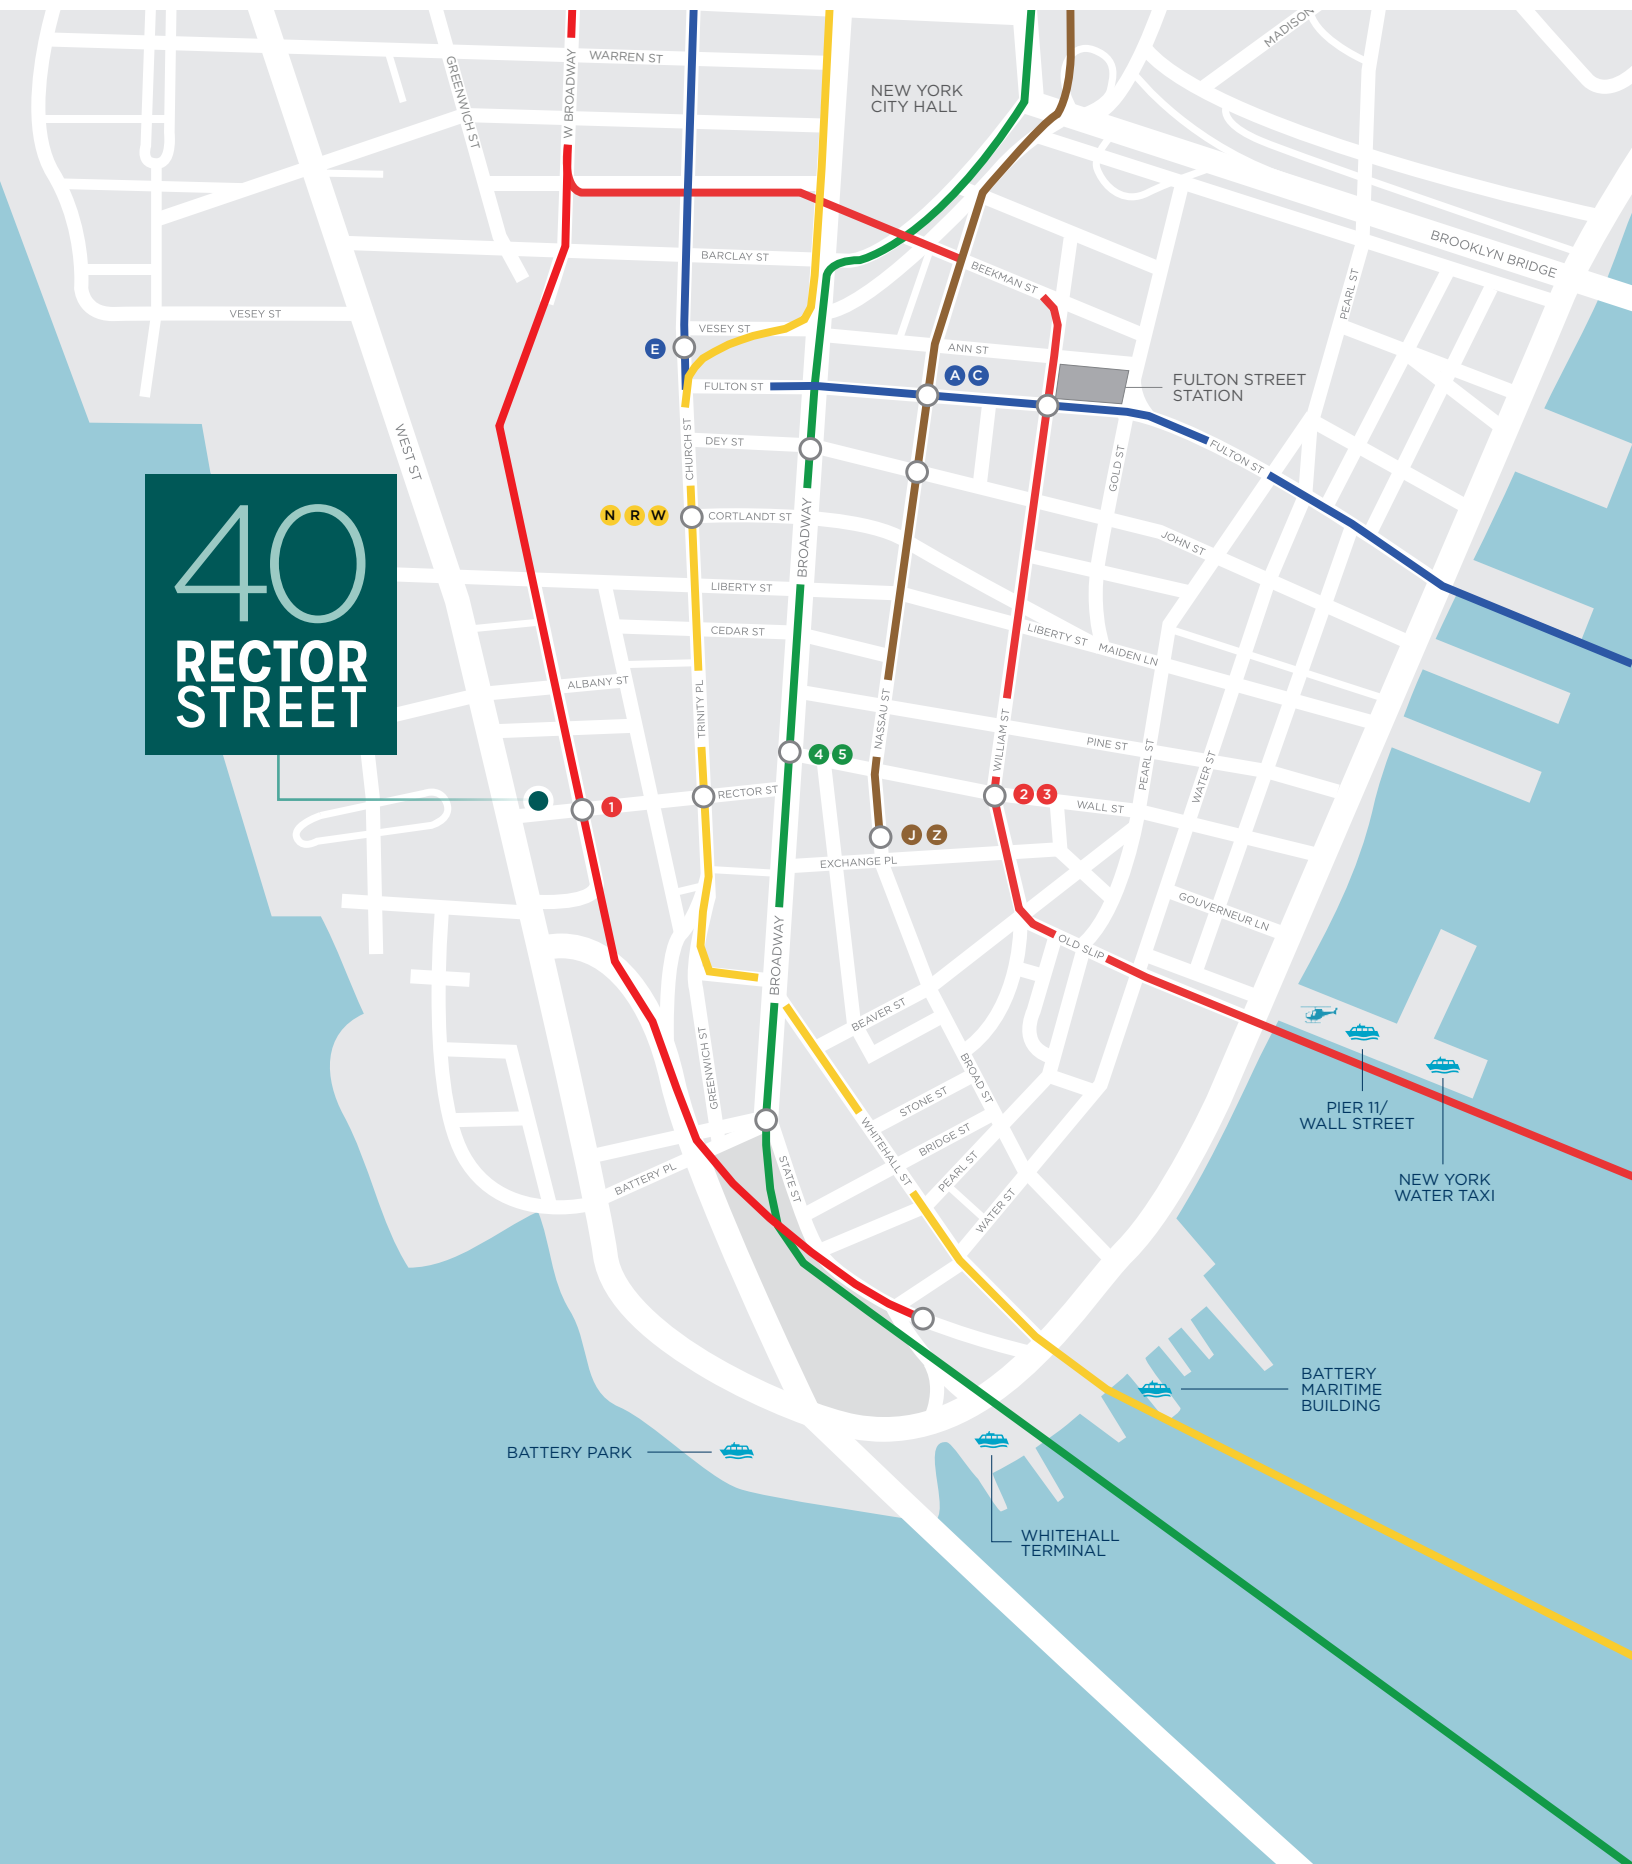 MADISON
WARREN ST
W BROADWAY
GREENWICH ST
NEW YORK
CITY HALL
BROOKLYN BRIDGE
BARCLAY ST
BEEKMAN ST
PEARL ST
VESEY ST
VESEY ST
E
ANN ST
A C
FULTON ST
FULTON STREET
STATION
WEST ST
CHURCH ST
DEY ST
GOLD ST
FULTON ST
N R W
CORTLANDT ST
BROADWAY
JOHN ST
40
RECTOR
STREET
LIBERTY ST
CEDAR ST
LIBERTY ST
MAIDEN LN
ALBANY ST
TRINITY PL
NASSAU ST
WILLIAM ST
PINE ST
PEARL ST
WATER ST
4 5
RECTOR ST
1
2 3
WALL ST
J Z
EXCHANGE PL
GOUVERNEUR LN
BROADWAY
OLD SLIP
BEAVER ST
GREENWICH ST
BROAD ST
STONE ST
PIER 11/
WALL STREET
WHITEHALL ST
BRIDGE ST
STATE ST
BATTERY PL
PEARL ST
WATER ST
NEW YORK
WATER TAXI
BATTERY
MARITIME
BUILDING
BATTERY PARK
WHITEHALL
TERMINAL